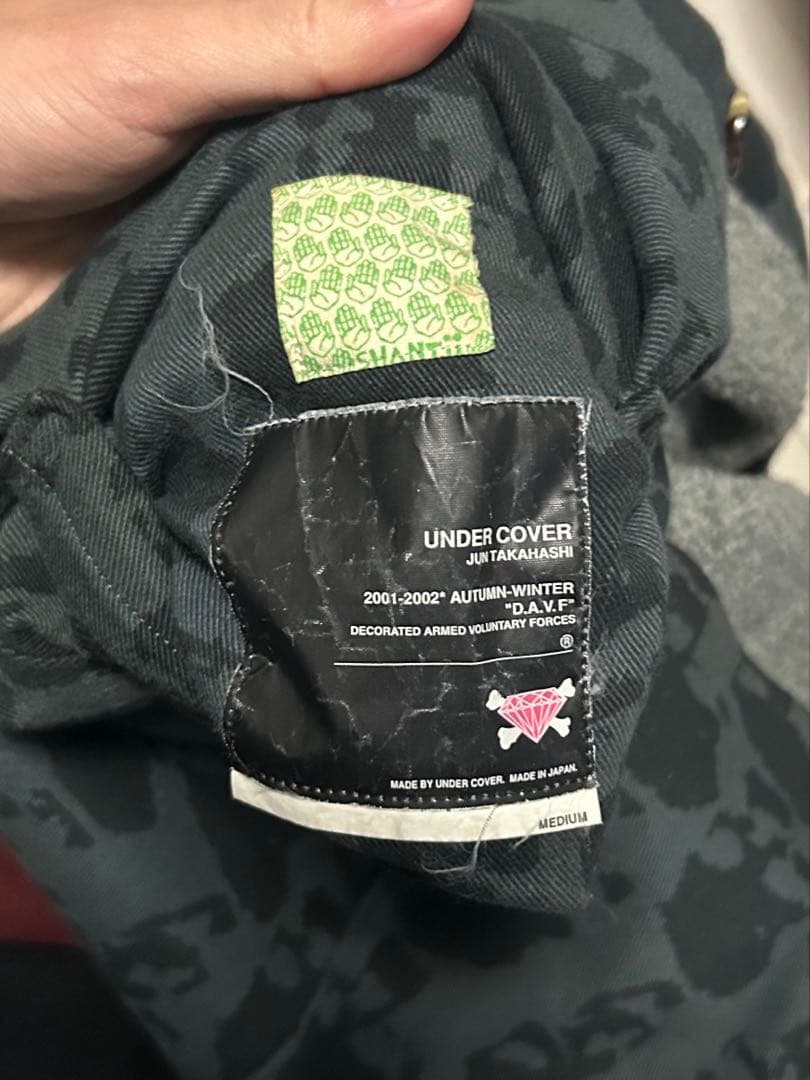 SHANTii
UNDER COVER
JUN TAKAHASHI
2001-2002* AUTUMN-WINTER
"D.A.V.F"
DECORATED ARMED VOLUNTARY FORCES
®
MADE BY UNDER COVER. MADE IN JAPAN.
MEDIUM